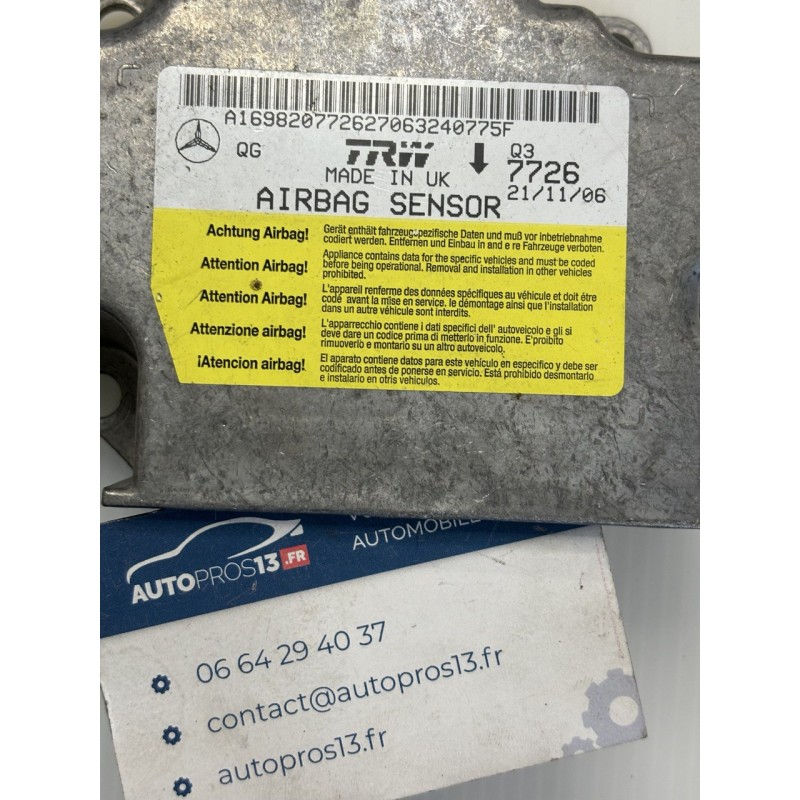 A169820772627063240775F
QG
TRW
Q3
7726
MADE IN UK
21/11/06
AIRBAG SENSOR
Achtung Airbag!
Gerät enthält fahrzeugspezifische Daten und muß vor inbetriebnahme
codiert werden. Entfernen und Einbau In and e re Fahrzeuge verboten.
Attention Airbag!
Appliance contains data for the specific vehicles and must be coded
before being operational. Removal and installation in other vehicles
prohibited.
Attention Airbag!
L'appareil renferme des données spécifiques au véhicule et doit étré
codé avant la mise en service. le démontage ainsi que l'installation
dans un autre véhicule sont interdits.
Attenzione airbag!
L'apparrecchio contiene i dati specifici dell' autoveicolo e gli si
deve dare un codice prima di metterlo in funzione. E'proibito
rimuoverlo e montario su un altro autoveicolo.
¡Atencion airbag!
El aparato contiene datos para este vehículo en especifico y debe ser
codificado antes de ponerse en servicio. Está prohibido desmontario
e instalario en otris vehiculos.
AUTOMOBILE
AUTOPROS13.FR
06 64 29 40 37
contact@autopros13.fr
autopros13.fr